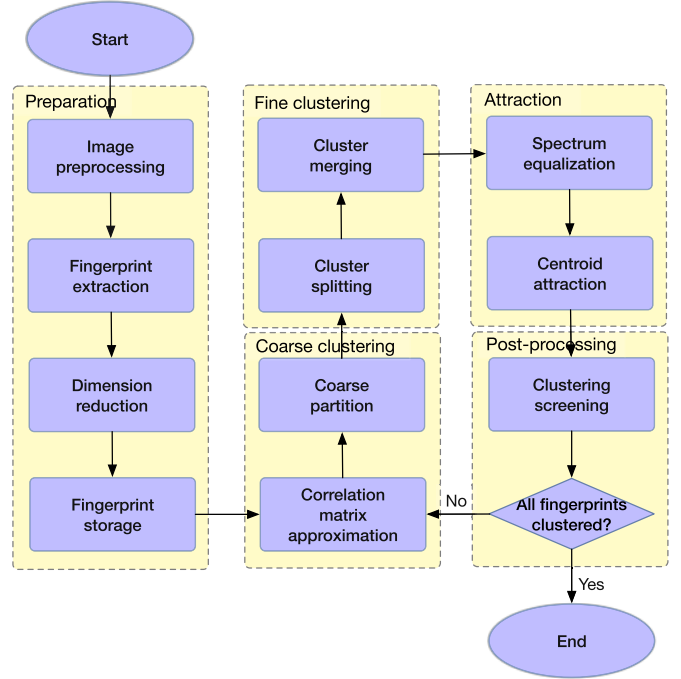 Start
Preparation
Image
preprocessing
Fingerprint
extraction
Dimension
reduction
Fingerprint
storage
Fine clustering
Cluster
merging
Cluster
splitting
Coarse clustering
Coarse
partition
Correlation
matrix
approximation
Attraction
Spectrum
equalization
Centroid
attraction
Post-processing
Clustering
screening
All fingerprints
clustered?
No
Yes
End